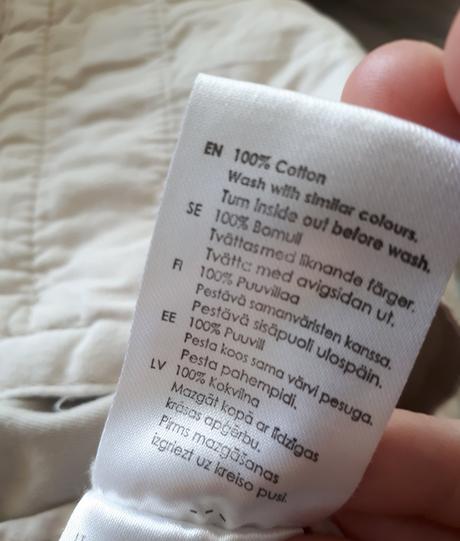 EN 100% Cotton
Wash with similar colours.
Turn inside out before wash.
SE 100% Bomull
Tvättas med liknande färger.
Tvätta med avigsidan ut.
FI 100% Puuvillaa
Pestävä samanväristen kanssa.
Pestävä sisäpuoli ulospäin.
EE 100% Puuvill
Pesta koos sama värvi pesuga.
Pesta pahempidi.
LV 100% Kokvilna
Mazgāt kopā ar līdzīgas
krāsas apģērbu.
Pirms mazgāšanas
izgriezt uz kreiso pusi.